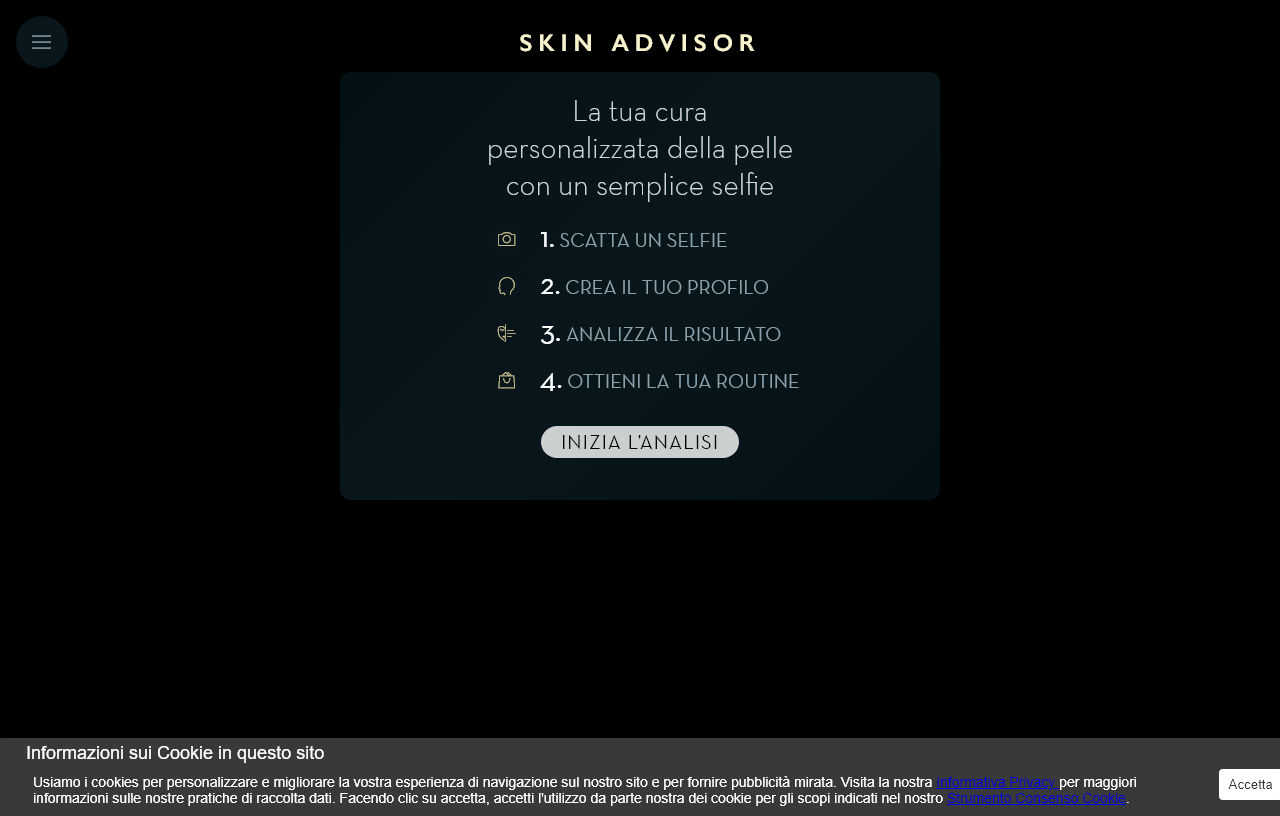 SKIN ADVISOR
La tua cura
personalizzata della pelle
con un semplice selfie
1. SCATTA UN SELFIE
2. CREA IL TUO PROFILO
3. ANALIZZA IL RISULTATO
4. OTTIENI LA TUA ROUTINE
INIZIA L'ANALISI
Informazioni sui Cookie in questo sito
Usiamo i cookies per personalizzare e migliorare la vostra esperienza di navigazione sul nostro sito e per fornire pubblicità mirata. Visita la nostra Informativa Privacy per maggiori
informazioni sulle nostre pratiche di raccolta dati. Facendo clic su accetta, accetti l'utilizzo da parte nostra dei cookie per gli scopi indicati nel nostro Strumento Consenso Cookie.
Accetta